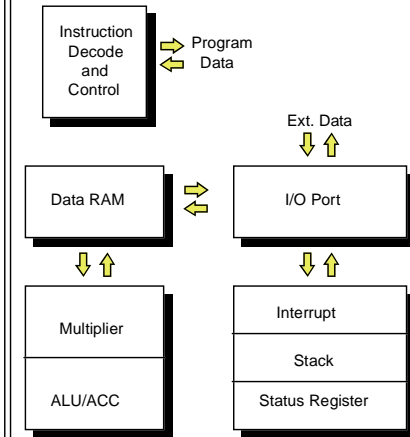 Instruction
Decode
and
Control
Program
Data
Ext. Data
Data RAM
I/O Port
Multiplier
ALU/ACC
Interrupt
Stack
Status Register